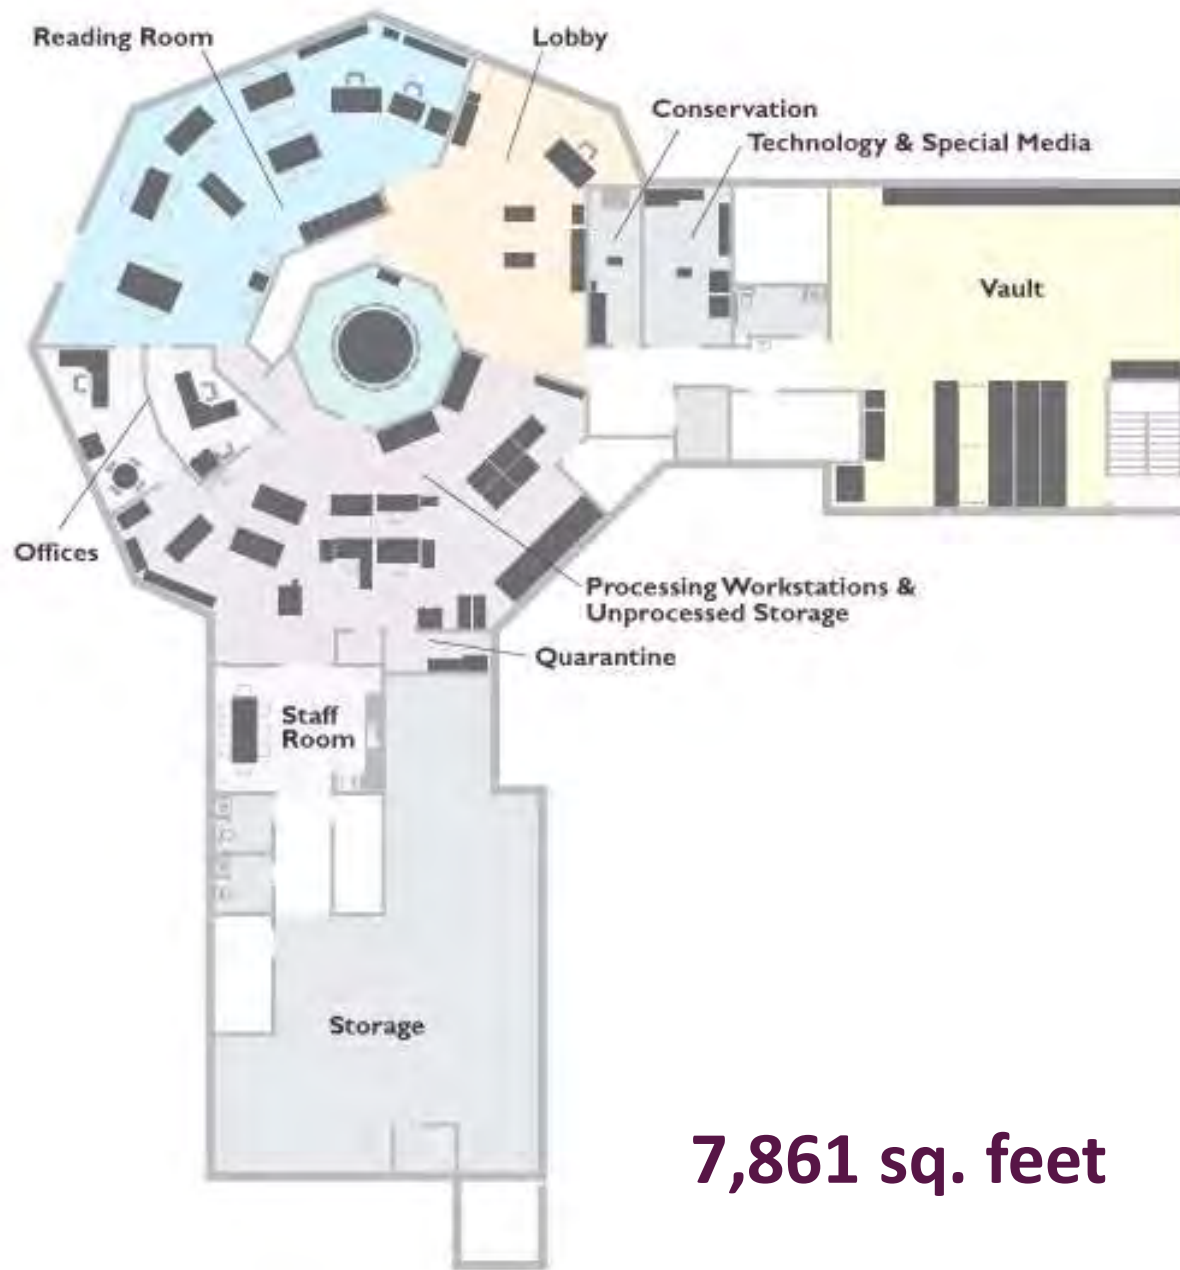 Reading Room
Lobby
Conservation
Technology & Special Media
Vault
Offices
Processing Workstations &
Unprocessed Storage
Quarantine
Staff
Room
Storage
7,861 sq. feet